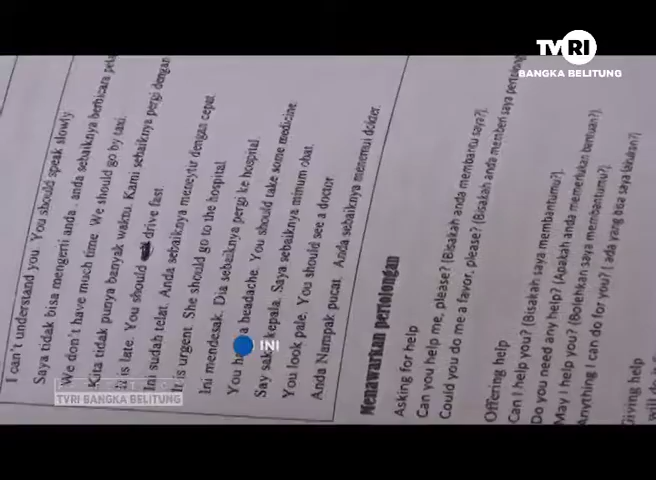 TVRI
BANGKA BELITUNG
I can't understand you. You should speak slowly.
Saya tidak bisa mengerti anda, anda sebaiknya berbicara
We don't have much time. We should go by taxi.
Kita tidak punya banyak waktu. Kami sebaiknya pergi dengan
It is late. You should drive fast
Ini sudah telat. Anda sebaiknya menyetir dengan cepat.
It is urgent. She should go to the hospital
Ini mendesak. Dia sebaiknya pergi ke hospital.
You a headache. You should take some medicine.
Say kepala. Saya sebaiknya minum obat.
You look pale, You should see a doctor
Anda Nampak pucat. Anda sebaiknya menemui dokter.
Menawarkan pertolongan
Asking for help
Can you help me, please? (Bisakah anda membantu saya?).
Could you do me a favor, please? (Bisakah anda memberi saya
Offering help
Can I help you? (Bisakah saya membantumu?).
Do you need any help? (Apakah anda memerlukan bantuan?).
May I help you? (Bolehkan saya membantumu?).
Anything I can do for you? ( ada yang bisa saya lakukan?)
Giving help
INI
TVRI BANGKA BELITUNG